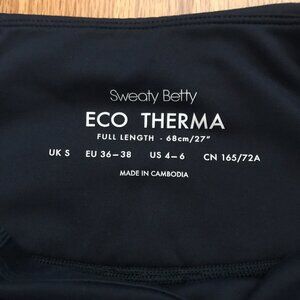 Sweaty Betty
ECO THERMA
FULL LENGTH - 68cm/27"
UK S EU 36-38 US 4-6 CN 165/72A
MADE IN CAMBODIA